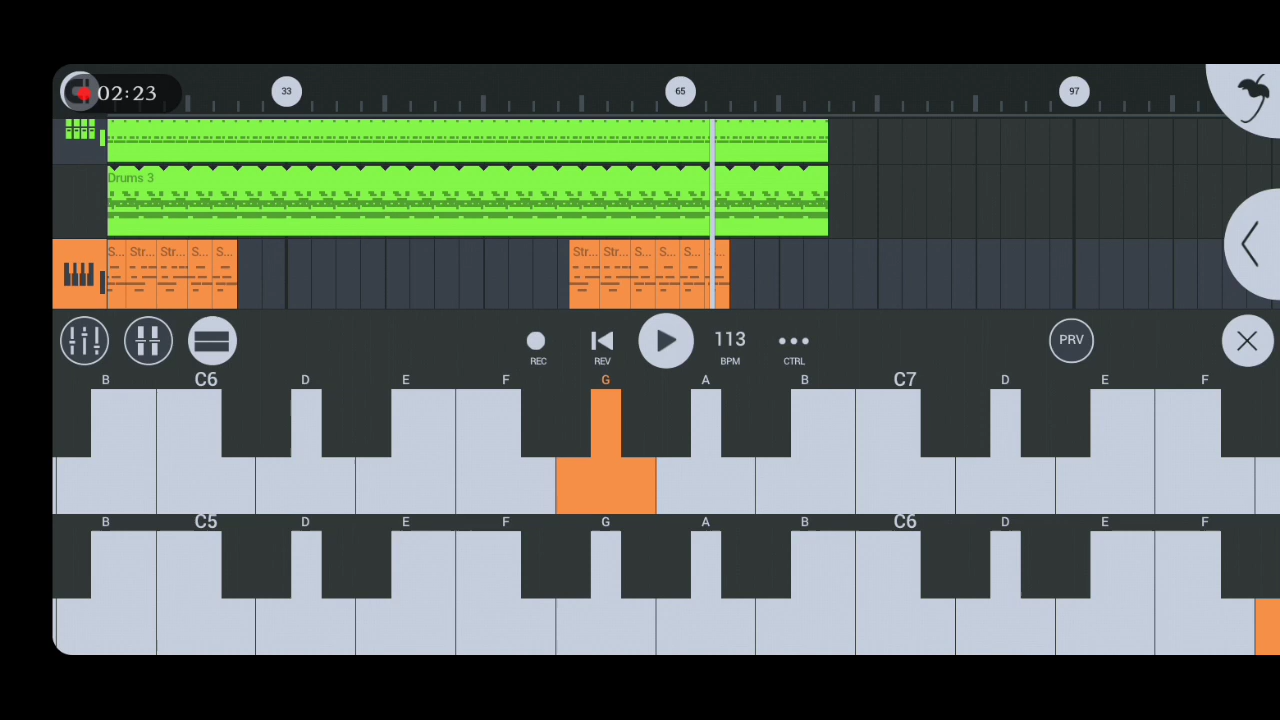 02:23 33 65 97
Drums 3
S... Str... Str... S... S... Str... Str... S... S... S...
113
REC REV BPM CTRL PRV
B C6 D E F G A B C7 D E F
B C5 D E F G A B C6 D E F